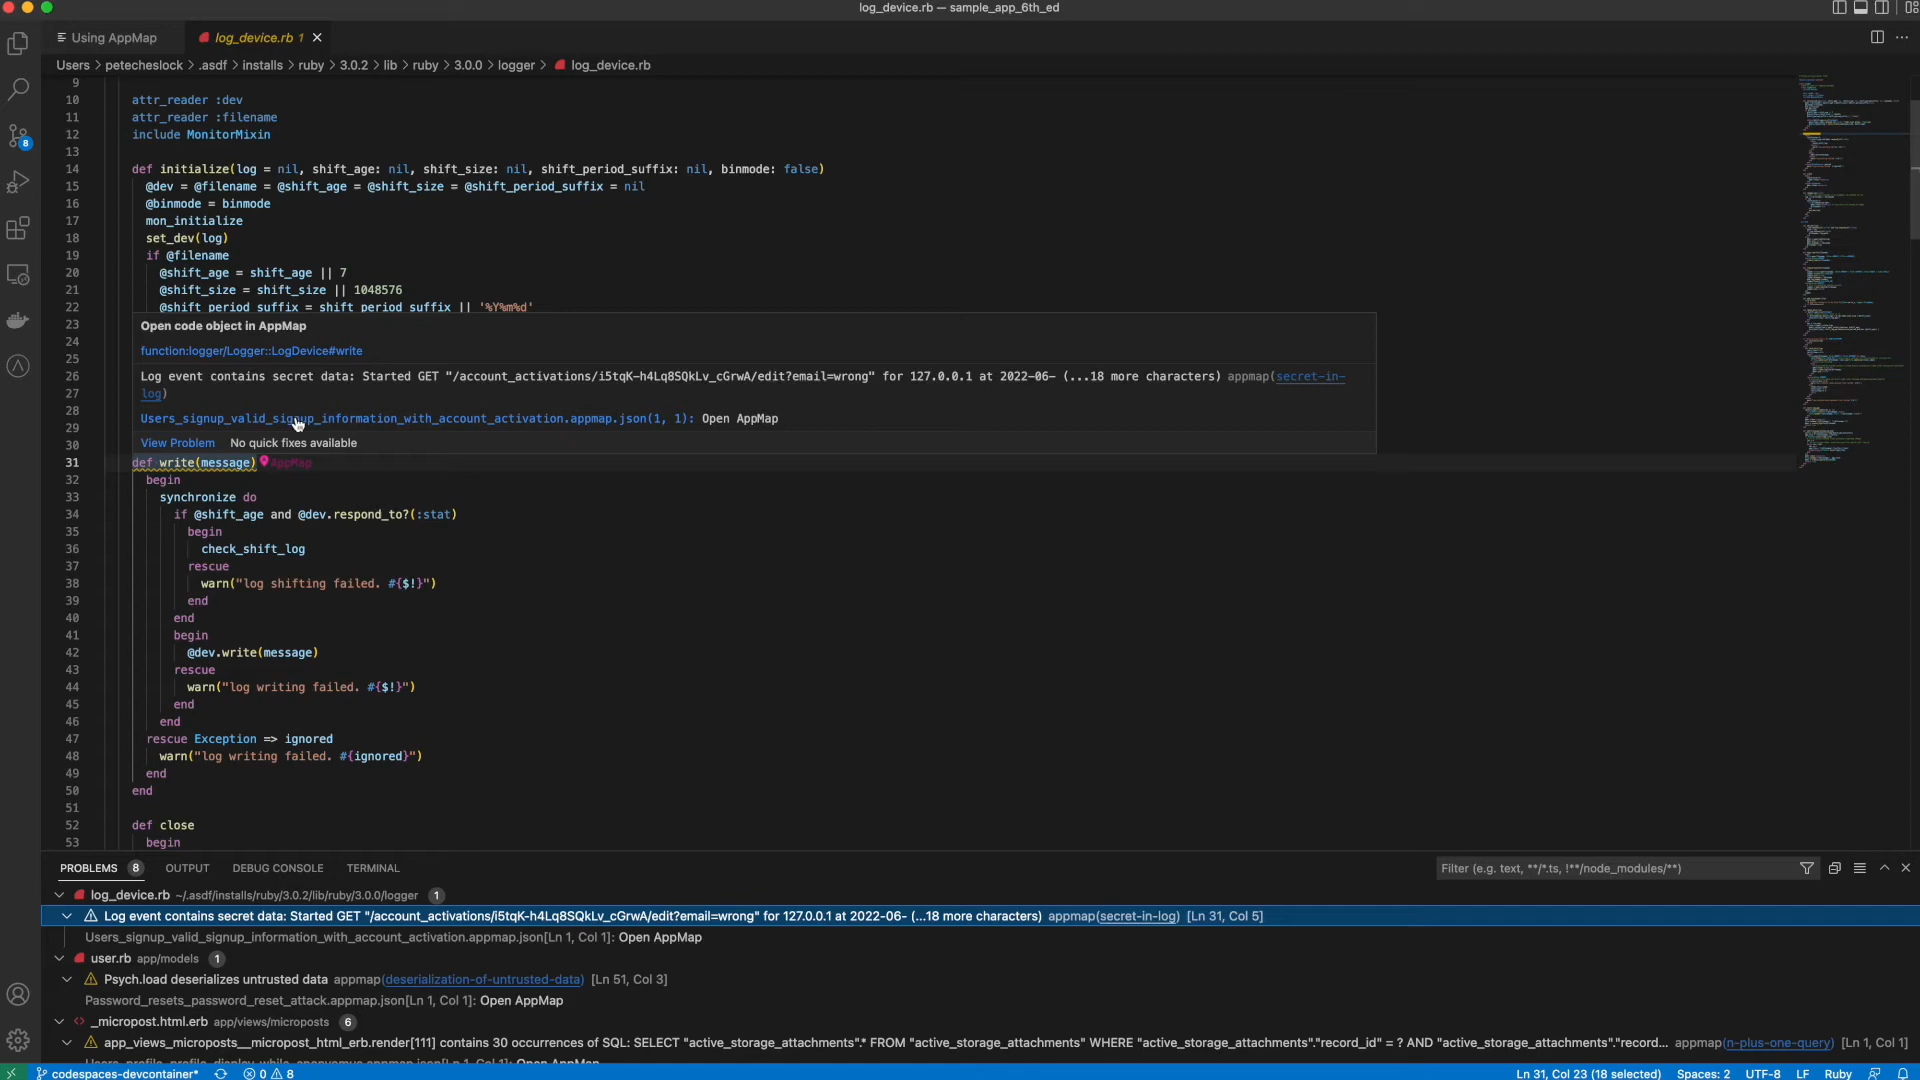 log_device.rb — sample_app_6th_ed
Using AppMap
log_device.rb 1
Users > petecheslock > .asdf > installs > ruby > 3.0.2 > lib > ruby > 3.0.0 > logger > log_device.rb
9
10 attr_reader :dev
11 attr_reader :filename
12 include MonitorMixin
13
14 def initialize(log = nil, shift_age: nil, shift_size: nil, shift_period_suffix: nil, binmode: false)
15 @dev = @filename = @shift_age = @shift_size = @shift_period_suffix = nil
16 @binmode = binmode
17 mon_initialize
18 set_dev(log)
19 if @filename
20 @shift_age = shift_age || 7
21 @shift_size = shift_size || 1048576
22 @shift_period_suffix = shift_period_suffix || '%Y%m%d'
23
24
25
26
27
28
29
30
Open code object in AppMap
function:logger/Logger::LogDevice#write
Log event contains secret data: Started GET "/account_activations/i5tqK-h4Lq8SQkLv_cGrwA/edit?email=wrong" for 127.0.0.1 at 2022-06- (...18 more characters) appmap(secret-in-
log)
Users_signup_valid_signup_information_with_account_activation.appmap.json(1, 1): Open AppMap
View Problem No quick fixes available
31 def write(message) AppMap
32 begin
33 synchronize do
34 if @shift_age and @dev.respond_to?(:stat)
35 begin
36 check_shift_log
37 rescue
38 warn("log shifting failed. #{$!}")
39 end
40 end
41 begin
42 @dev.write(message)
43 rescue
44 warn("log writing failed. #{$!}")
45 end
46 end
47 rescue Exception => ignored
48 warn("log writing failed. #{ignored}")
49 end
50 end
51
52 def close
53 begin
PROBLEMS 8 OUTPUT DEBUG CONSOLE TERMINAL
Filter (e.g. text, **/*.ts, !**/node_modules/**)
log_device.rb ~/.asdf/installs/ruby/3.0.2/lib/ruby/3.0.0/logger 1
Log event contains secret data: Started GET "/account_activations/i5tqK-h4Lq8SQkLv_cGrwA/edit?email=wrong" for 127.0.0.1 at 2022-06- (...18 more characters) appmap(secret-in-log) [Ln 31, Col 5]
Users_signup_valid_signup_information_with_account_activation.appmap.json[Ln 1, Col 1]: Open AppMap
user.rb app/models 1
Psych.load deserializes untrusted data appmap(deserialization-of-untrusted-data) [Ln 51, Col 3]
Password_resets_password_reset_attack.appmap.json[Ln 1, Col 1]: Open AppMap
_micropost.html.erb app/views/microposts 6
app_views_microposts__micropost_html_erb.render[111] contains 30 occurrences of SQL: SELECT "active_storage_attachments".* FROM "active_storage_attachments" WHERE "active_storage_attachments"."record_id" = ? AND "active_storage_attachments"."record... appmap(n-plus-one-query) [Ln 1, Col 1]
Users_profile_profile_display_while_anonymous.appmap.json[Ln 1, Col 1]: Open AppMap
8
codespaces-devcontainer* 0 8
Ln 31, Col 23 (18 selected) Spaces: 2 UTF-8 LF Ruby